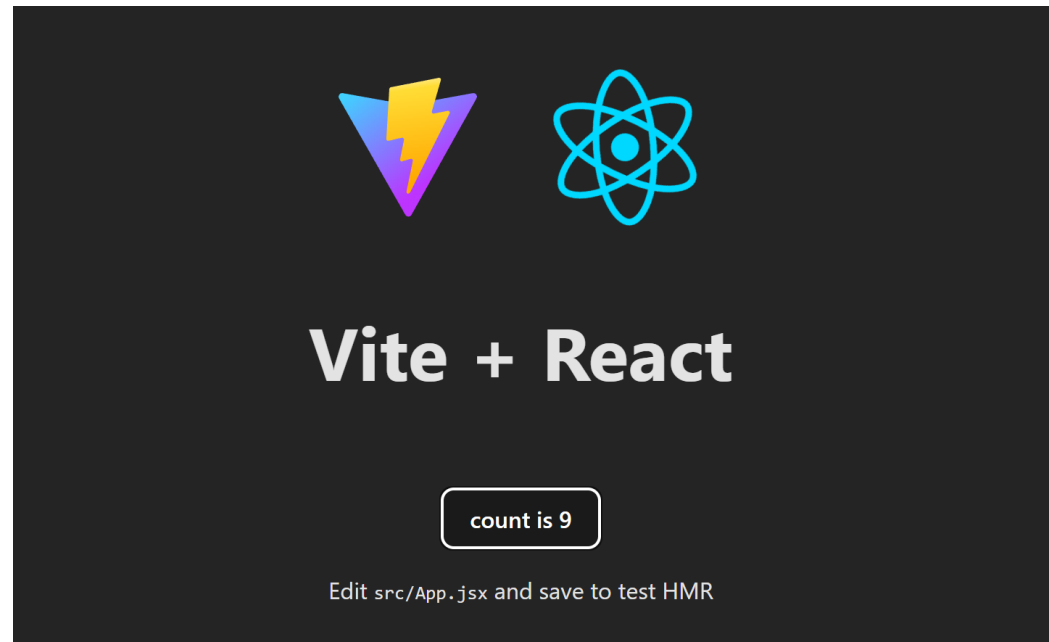 Vite + React
count is 9
Edit src/App.jsx and save to test HMR